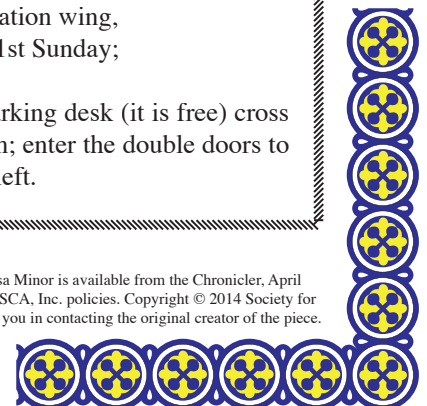 ation wing,
1st Sunday;
rking desk (it is free) cross
; enter the double doors to
left.
sa Minor is available from the Chronicler, April
SCA, Inc. policies. Copyright © 2014 Society for
you in contacting the original creator of the piece.